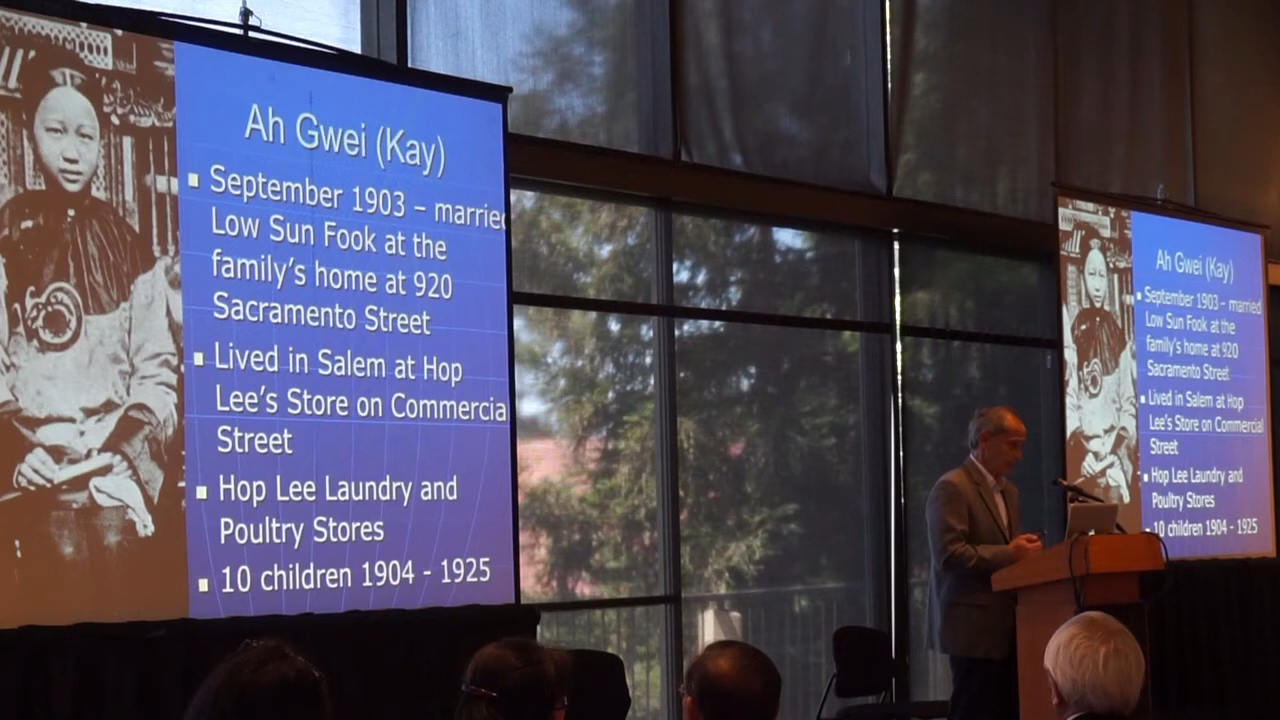 Ah Gwei (Kay)
September 1903 – married
Low Sun Fook at the
family's home at 920
Sacramento Street
Lived in Salem at Hop
Lee's Store on Commercia
Street
Hop Lee Laundry and
Poultry Stores
10 children 1904 - 1925
Ah Gwei (Kay)
September 1903 – married
Low Sun Fook at the
family's home at 920
Sacramento Street
Lived in Salem at Hop
Lee's Store on Commercial
Street
Hop Lee Laundry and
Poultry Stores
10 children 1904 - 1925